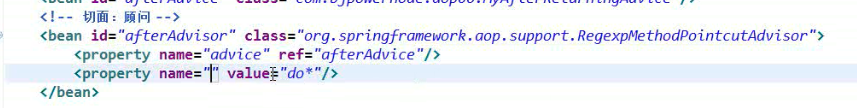 <!-- 切面：顾问 -->
<bean id="afterAdvisor" class="org.springframework.aop.support.RegexpMethodPointcutAdvisor">
<property name="advice" ref="afterAdvice"/>
<property name="" value="do*"/>
</bean>